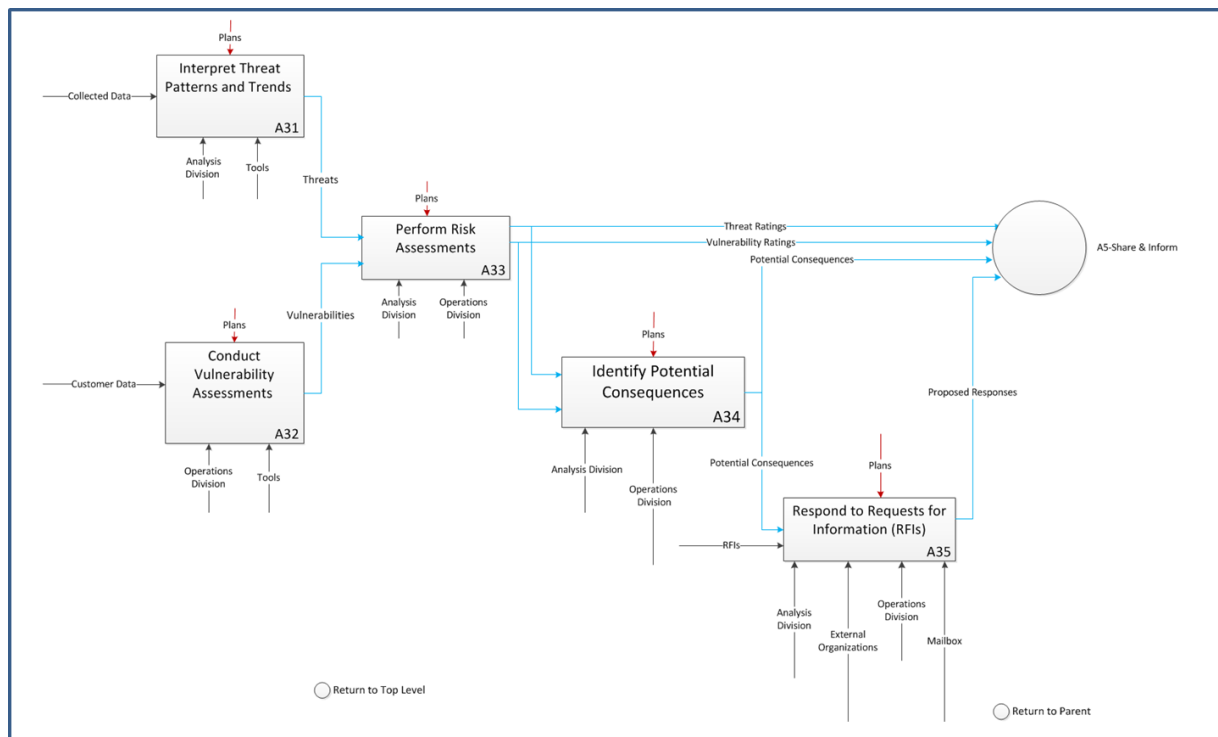 Plans
Interpret Threat
Patterns and Trends
A31
Collected Data
Analysis
Division
Tools
Threats
Plans
Perform Risk
Assessments
A33
Analysis
Division
Operations
Division
Threat Ratings
Vulnerability Ratings
Potential Consequences
A5-Share & Inform
Vulnerabilities
Plans
Conduct
Vulnerability
Assessments
A32
Customer Data
Operations
Division
Tools
Plans
Identify Potential
Consequences
A34
Analysis Division
Operations
Division
Potential Consequences
Proposed Responses
Plans
Respond to Requests for
Information (RFIs)
A35
RFIs
Analysis
Division
External
Organizations
Operations
Division
Mailbox
Return to Top Level
Return to Parent